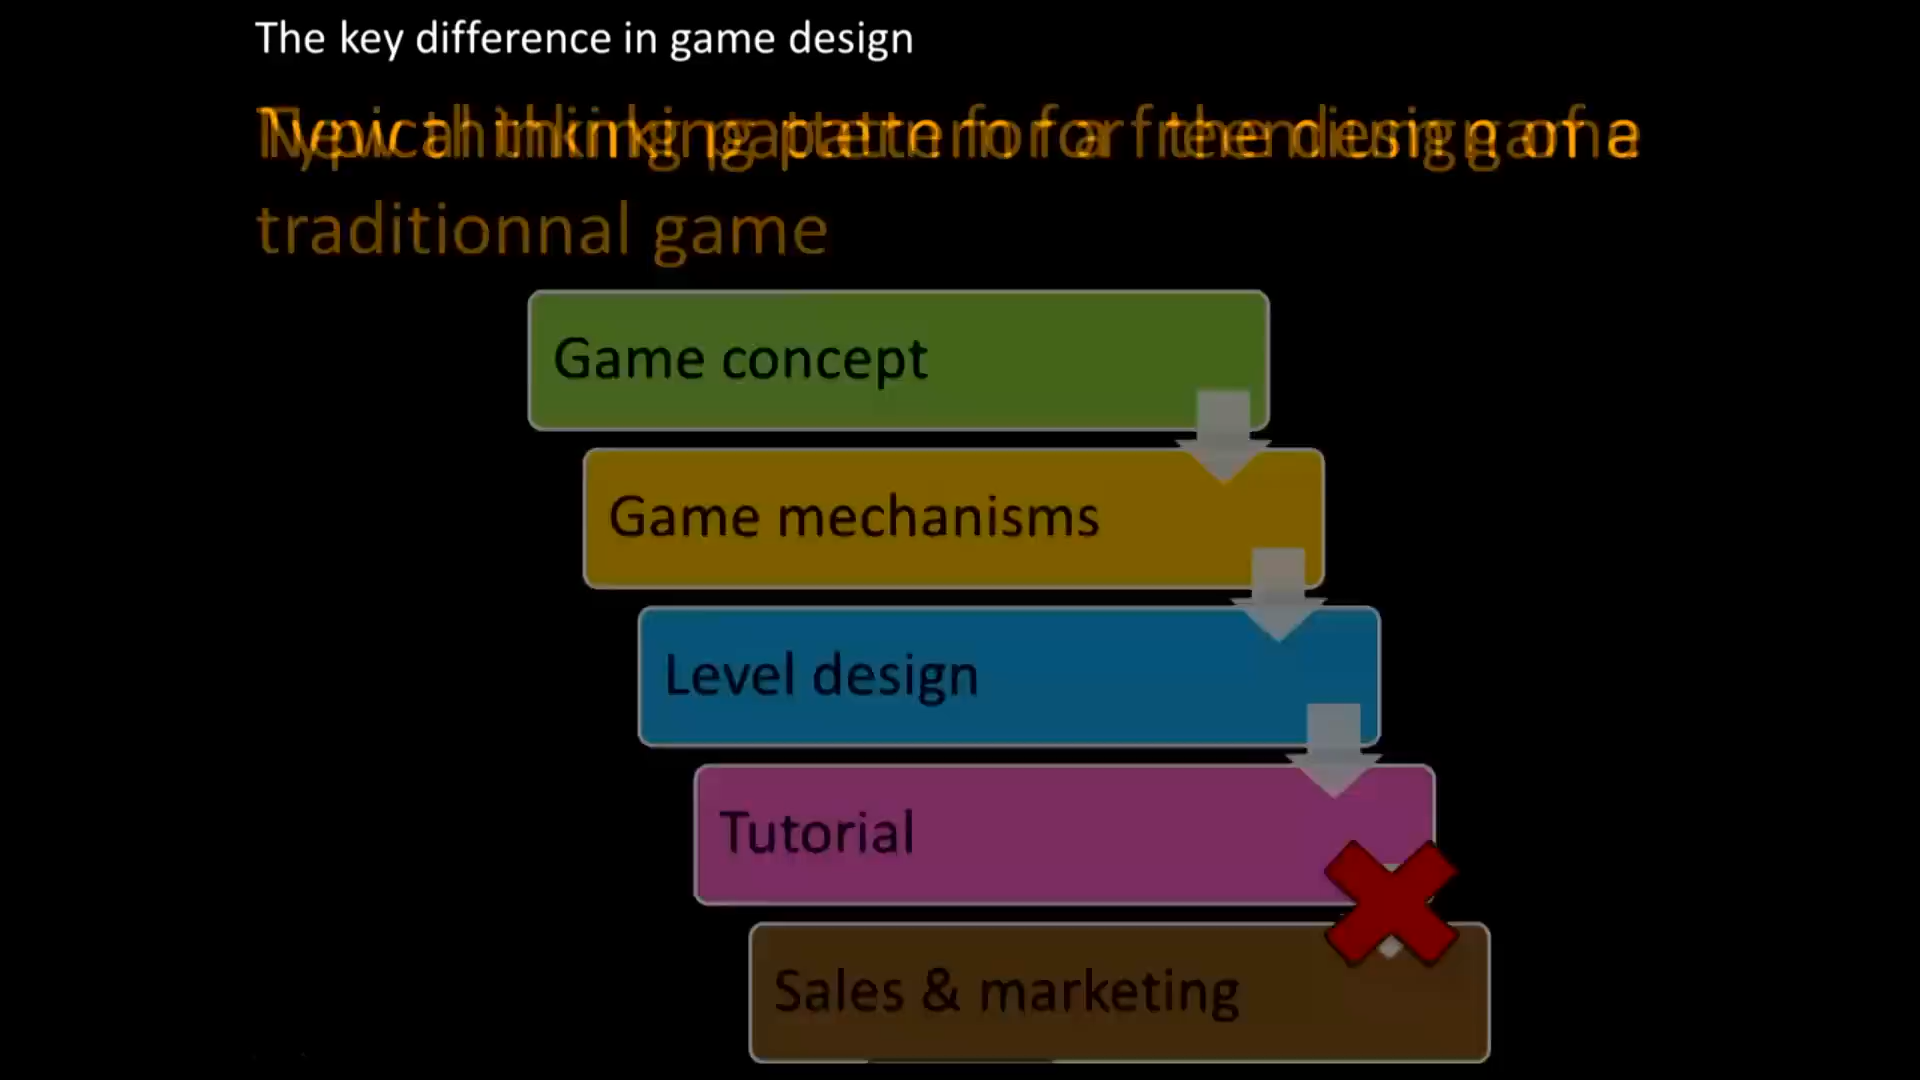 The key difference in game design
traditionnal game
Game concept
Game mechanisms
Level design
Tutorial
Sales & marketing